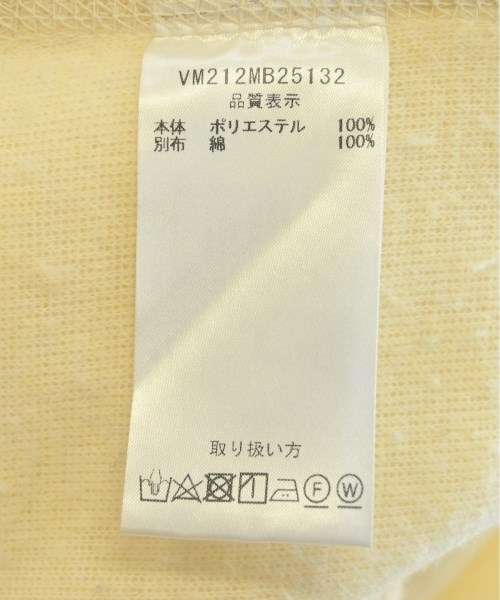 VM212MB25132
品質表示
本体 ポリエステル 100%
別布 綿 100%
取り扱い方
F W